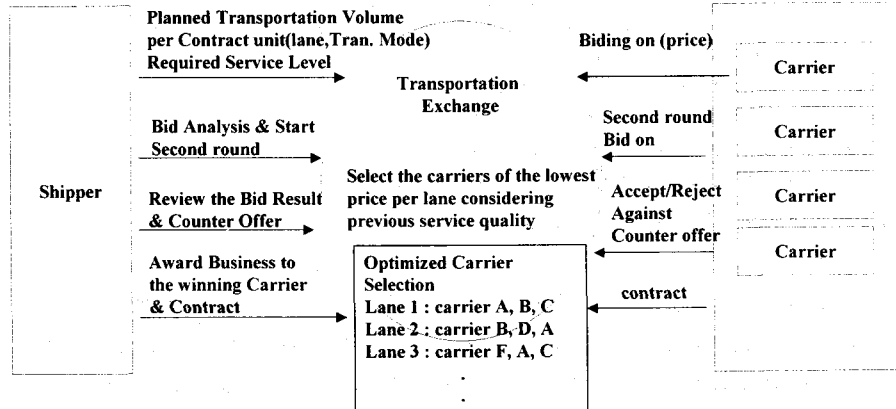 Planned Transportation Volume
per Contract unit(lane,Tran. Mode)
Required Service Level
Biding on (price)
Carrier
Transportation
Exchange
Bid Analysis & Start
Second round
Second round
Bid on
Carrier
Shipper
Select the carriers of the lowest
price per lane considering
previous service quality
Review the Bid Result
& Counter Offer
Accept/Reject
Against
Counter offer
Carrier
Carrier
Award Business to
the winning Carrier
& Contract
Optimized Carrier
Selection
Lane 1 : carrier A, B, C
Lane 2 : carrier B, D, A
Lane 3 : carrier F, A, C
.
.
contract